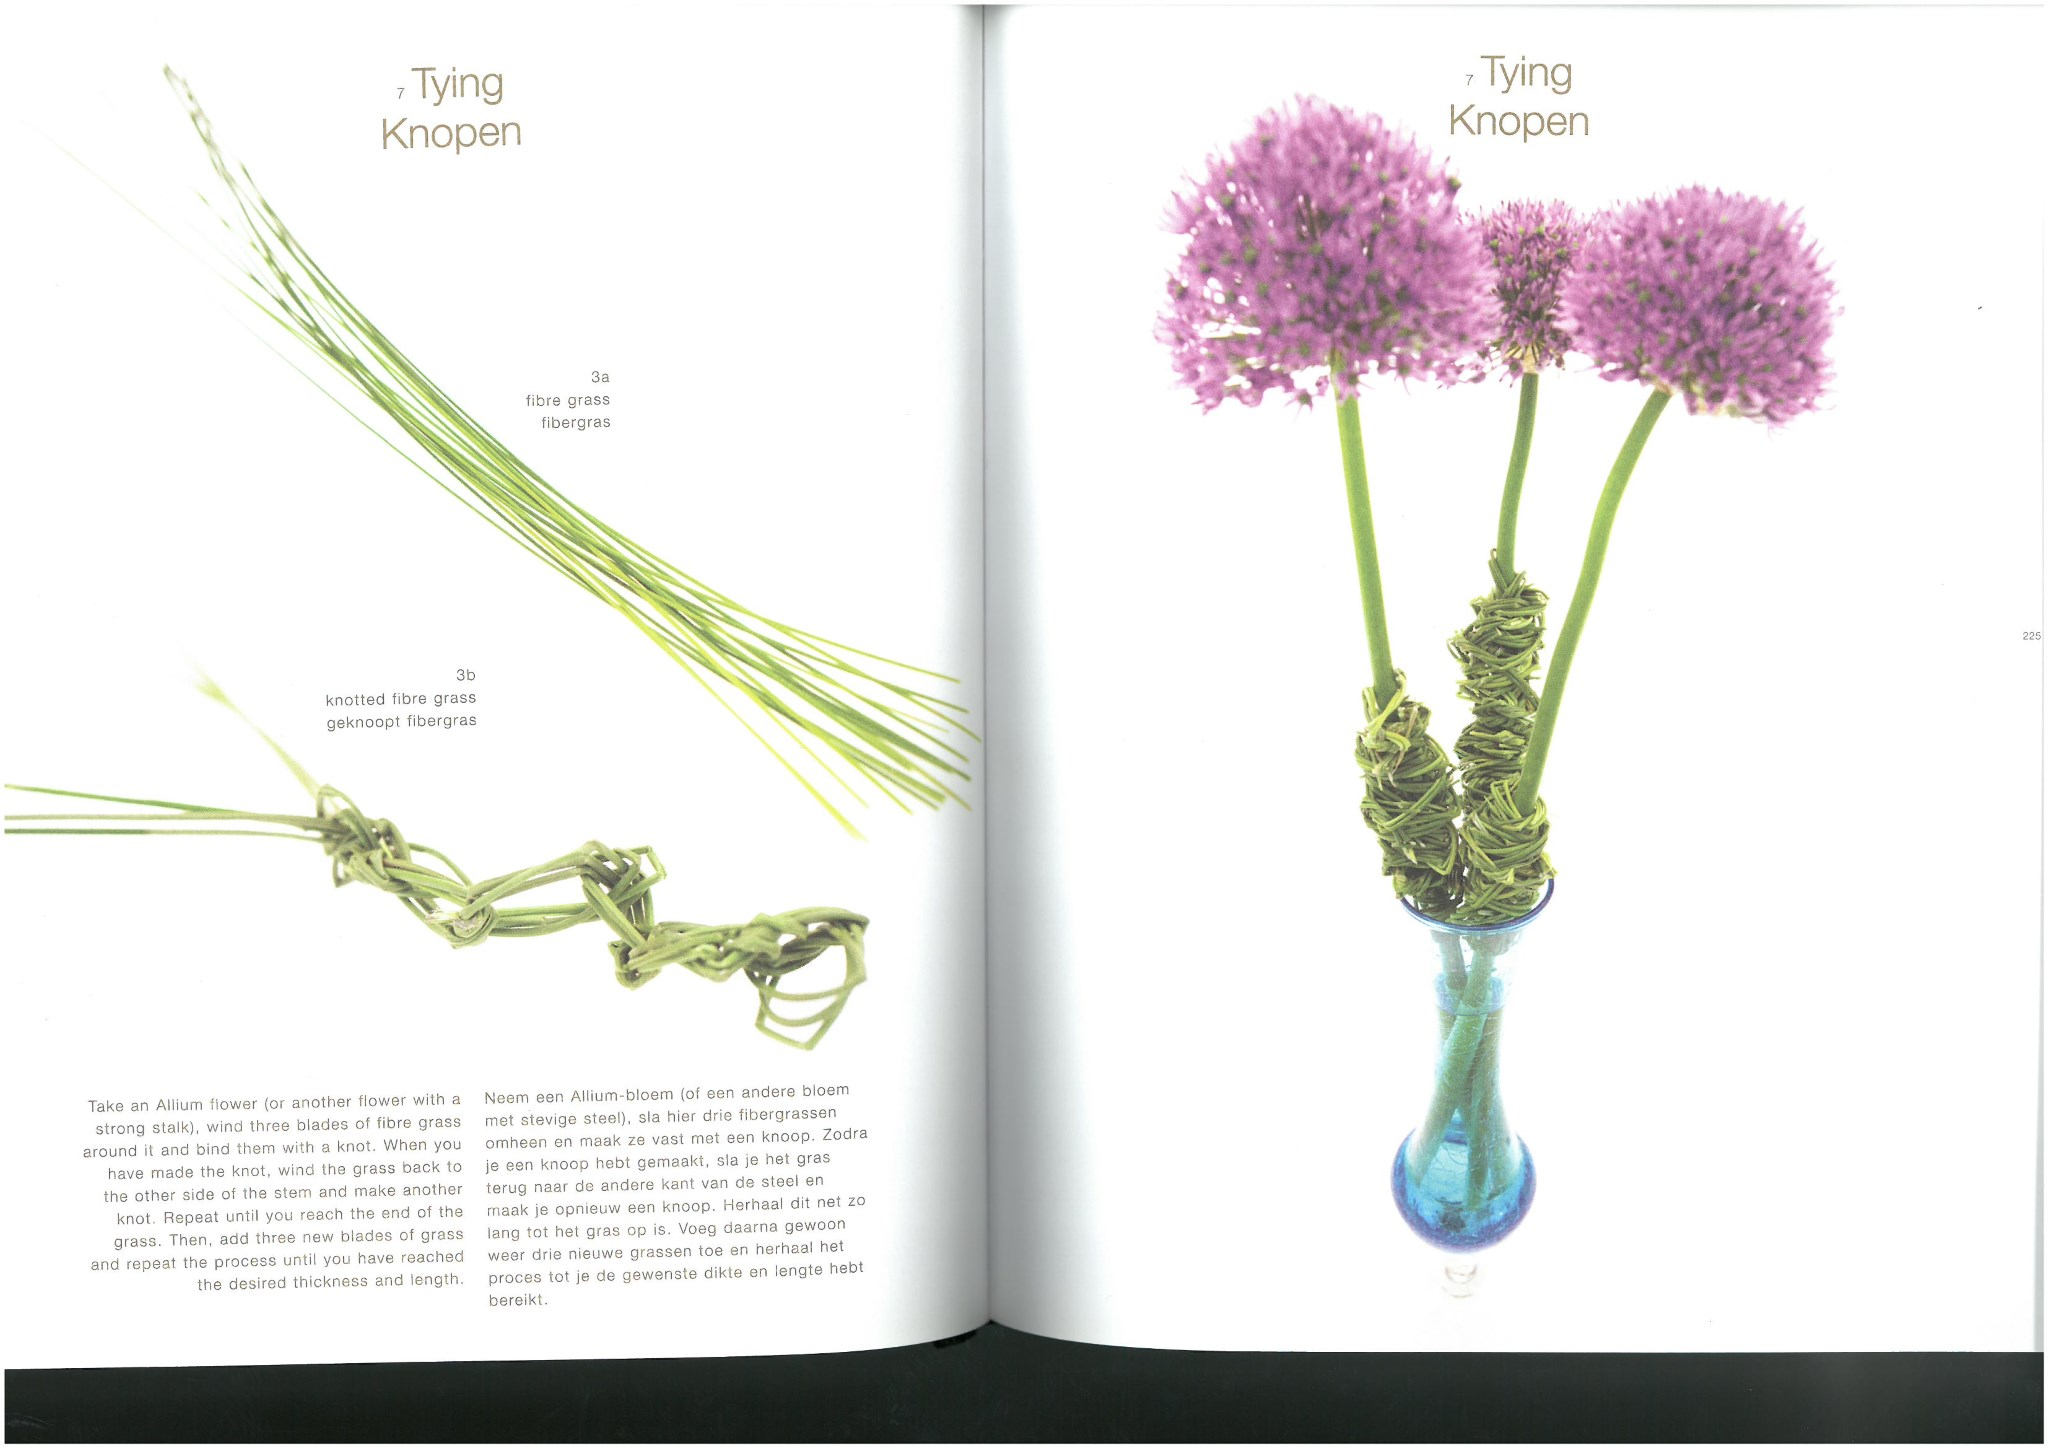 7 Tying
Knopen
3a
fibre grass
fibergras
3b
knotted fibre grass
geknoopt fibergras
Take an Allium flower (or another flower with a
strong stalk), wind three blades of fibre grass
around it and bind them with a knot. When you
have made the knot, wind the grass back to
the other side of the stem and make another
knot. Repeat until you reach the end of the
grass. Then, add three new blades of grass
and repeat the process until you have reached
the desired thickness and length.
Neem een Allium-bloem (of een andere bloem
met stevige steel), sla hier drie fibergrassen
omheen en maak ze vast met een knoop. Zodra
je een knoop hebt gemaakt, sla je het gras
terug naar de andere kant van de steel en
maak je opnieuw een knoop. Herhaal dit net zo
lang tot het gras op is. Voeg daarna gewoon
weer drie nieuwe grassen toe en herhaal het
proces tot je de gewenste dikte en lengte hebt
bereikt.
7 Tying
Knopen
225